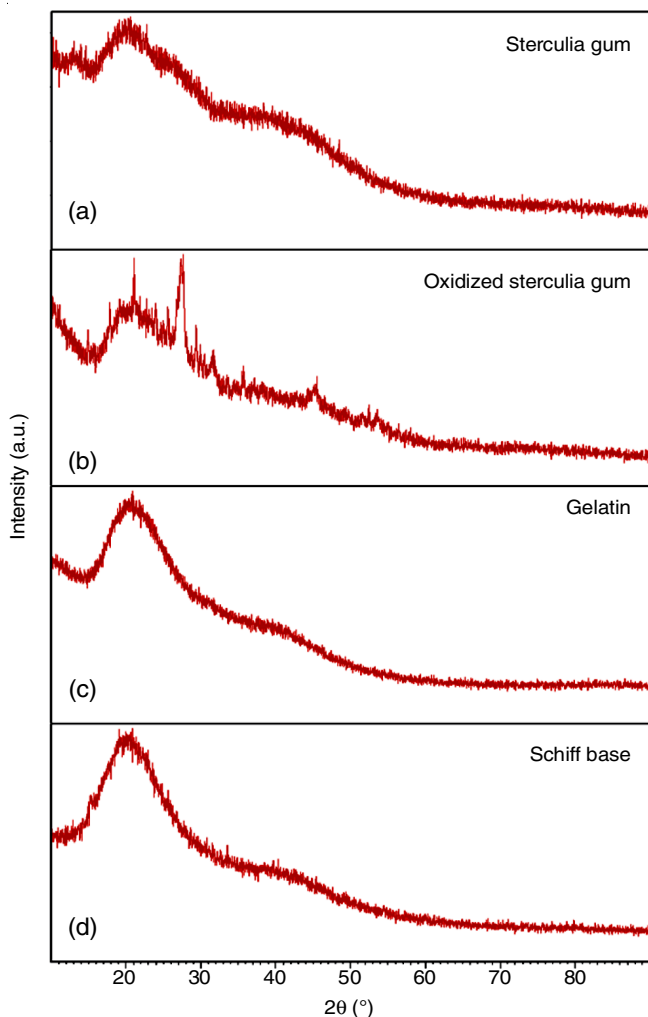 Sterculia gum
(a)
Oxidized sterculia gum
(b)
Intensity (a.u.)
Gelatin
(c)
Schiff base
(d)
20 30 40 50 60 70 80
2θ (°)